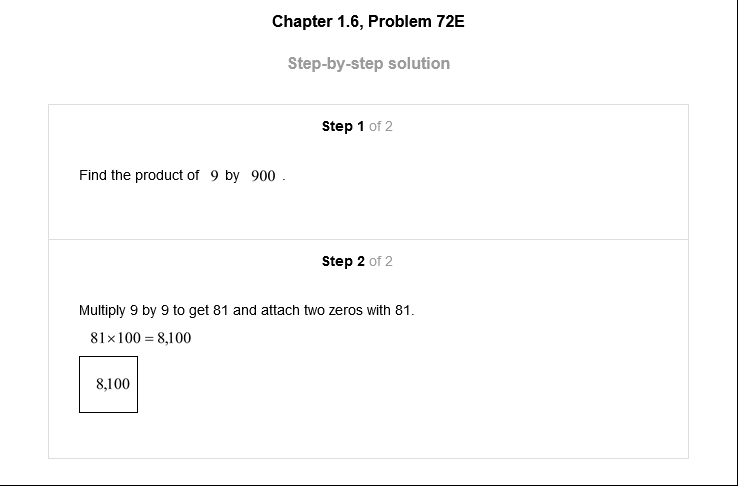 Chapter 1.6, Problem 72E
Step-by-step solution
Step 1 of 2
Find the product of 9 by 900 .
Step 2 of 2
Multiply 9 by 9 to get 81 and attach two zeros with 81.
81×100 = 8,100
8,100